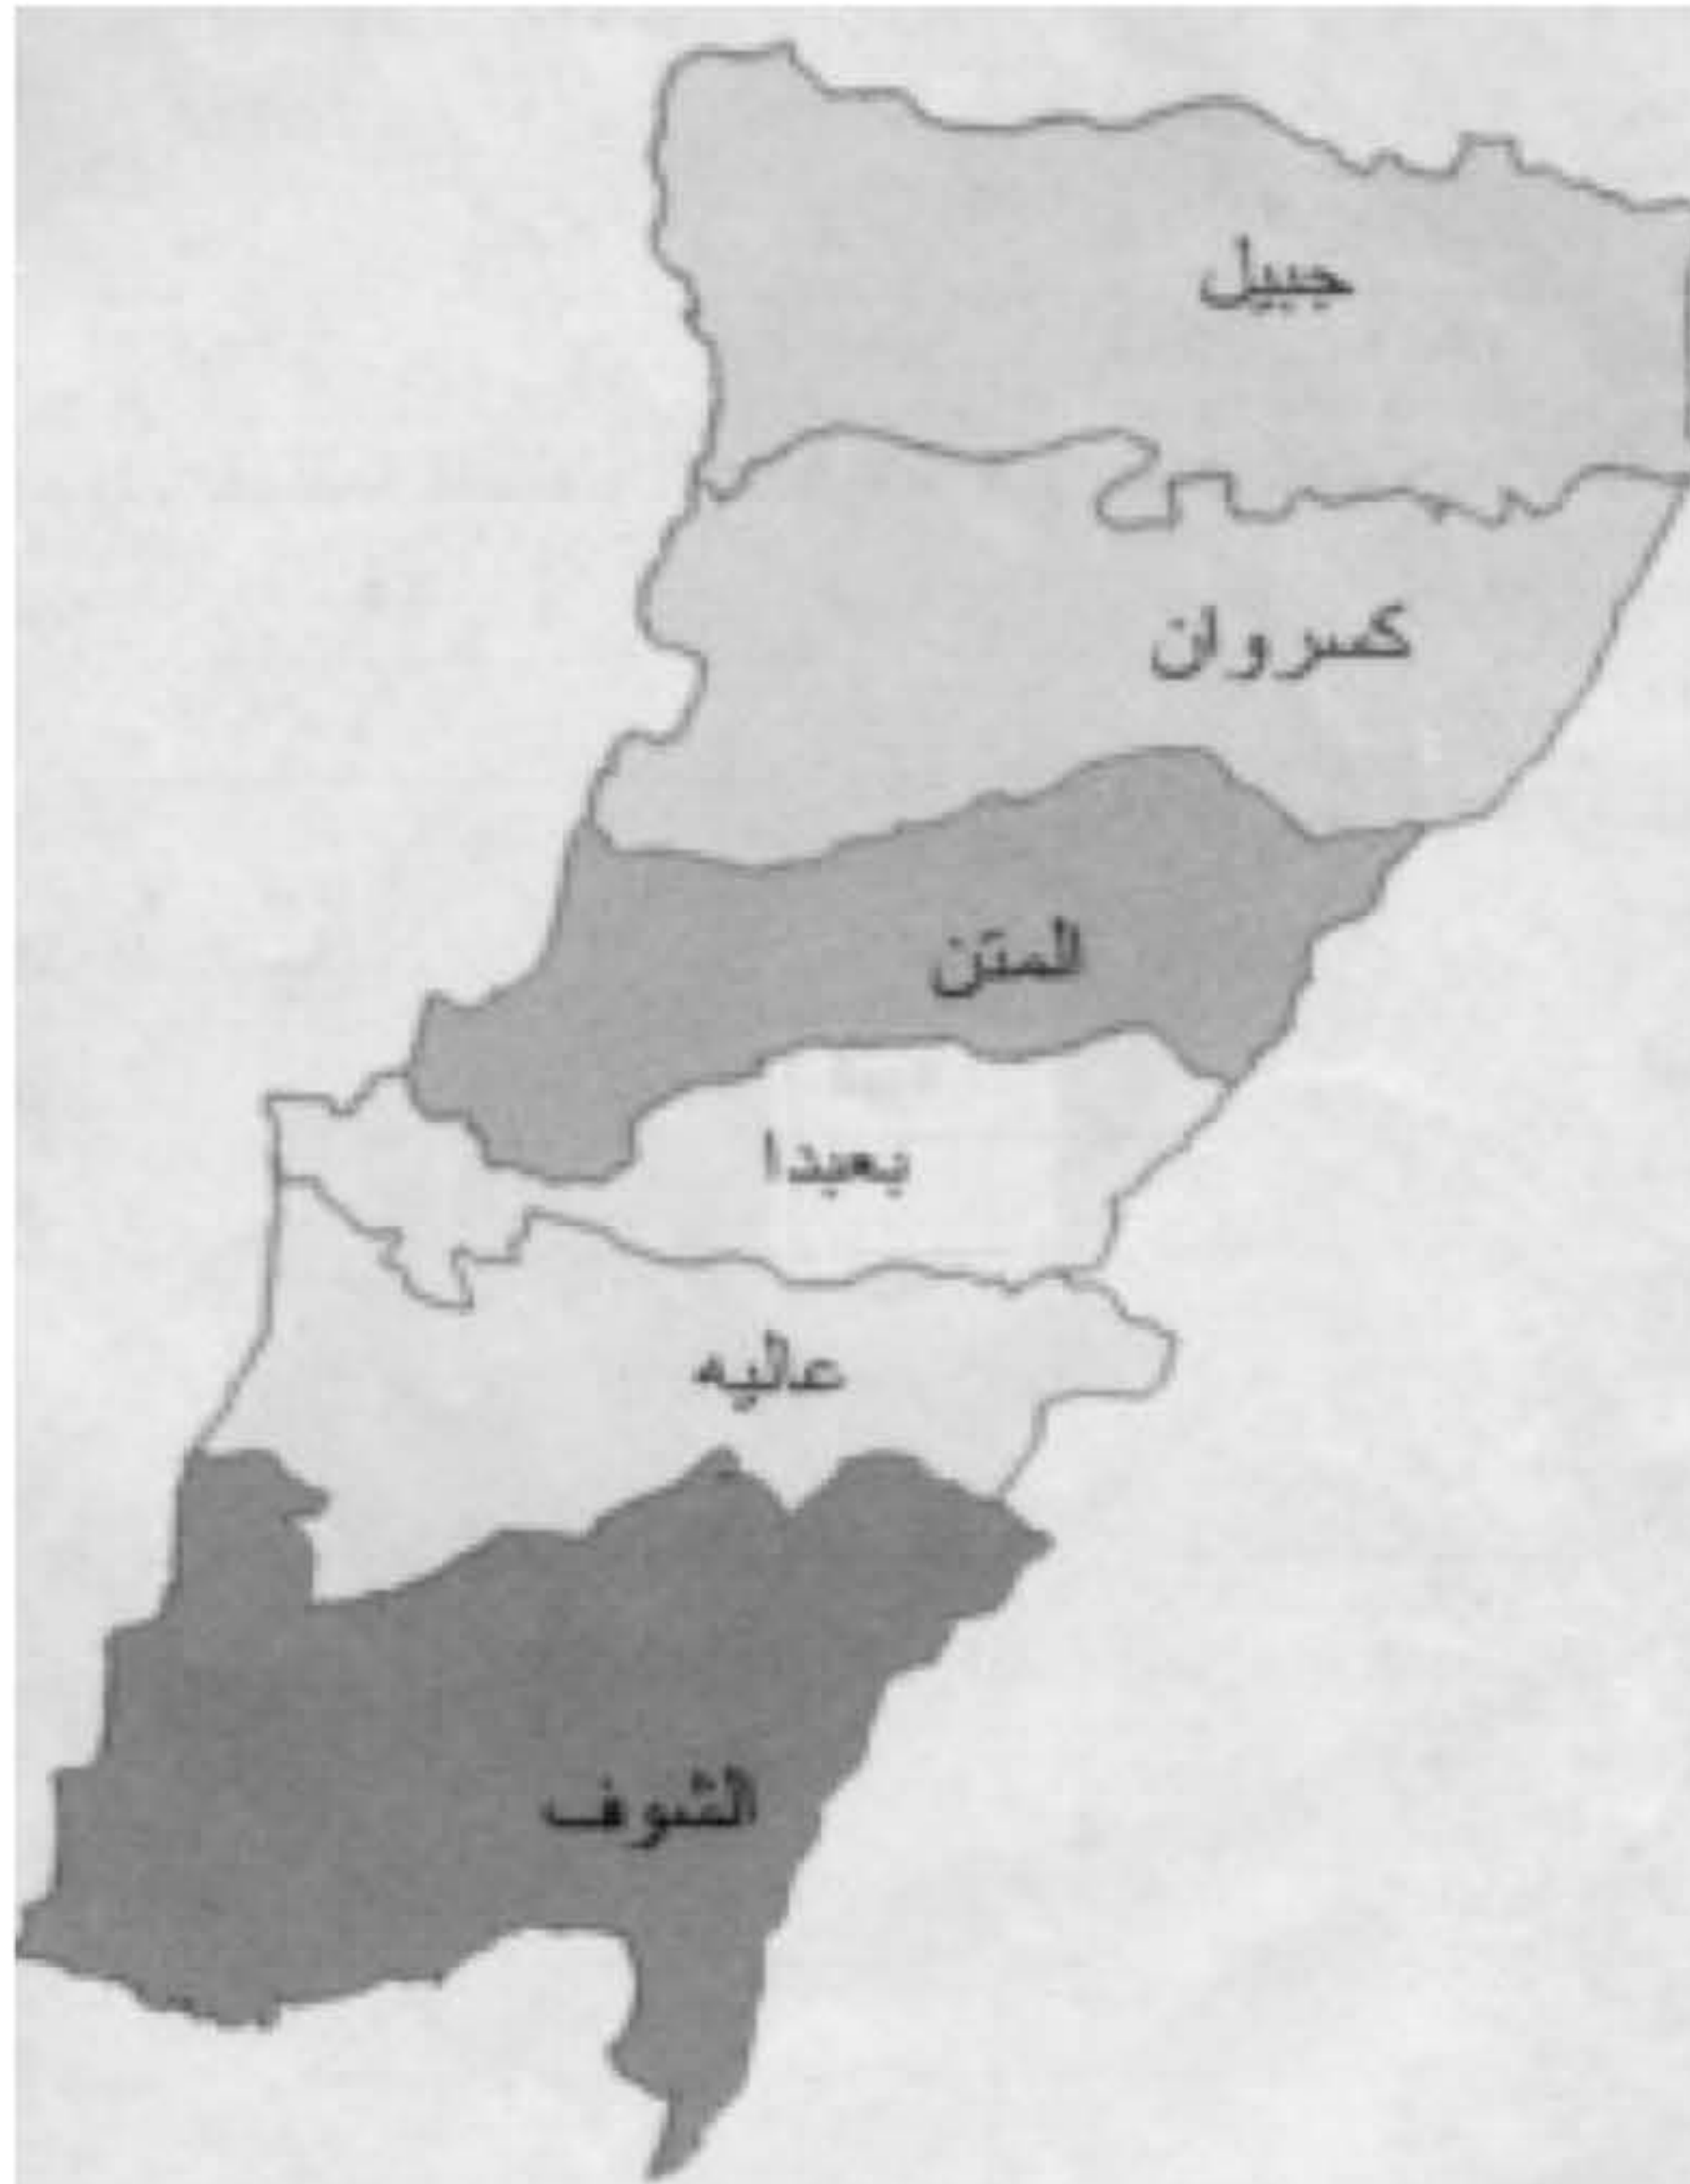 جبيل
كسروان
المتن
بعبدا
عاليه
الشوف